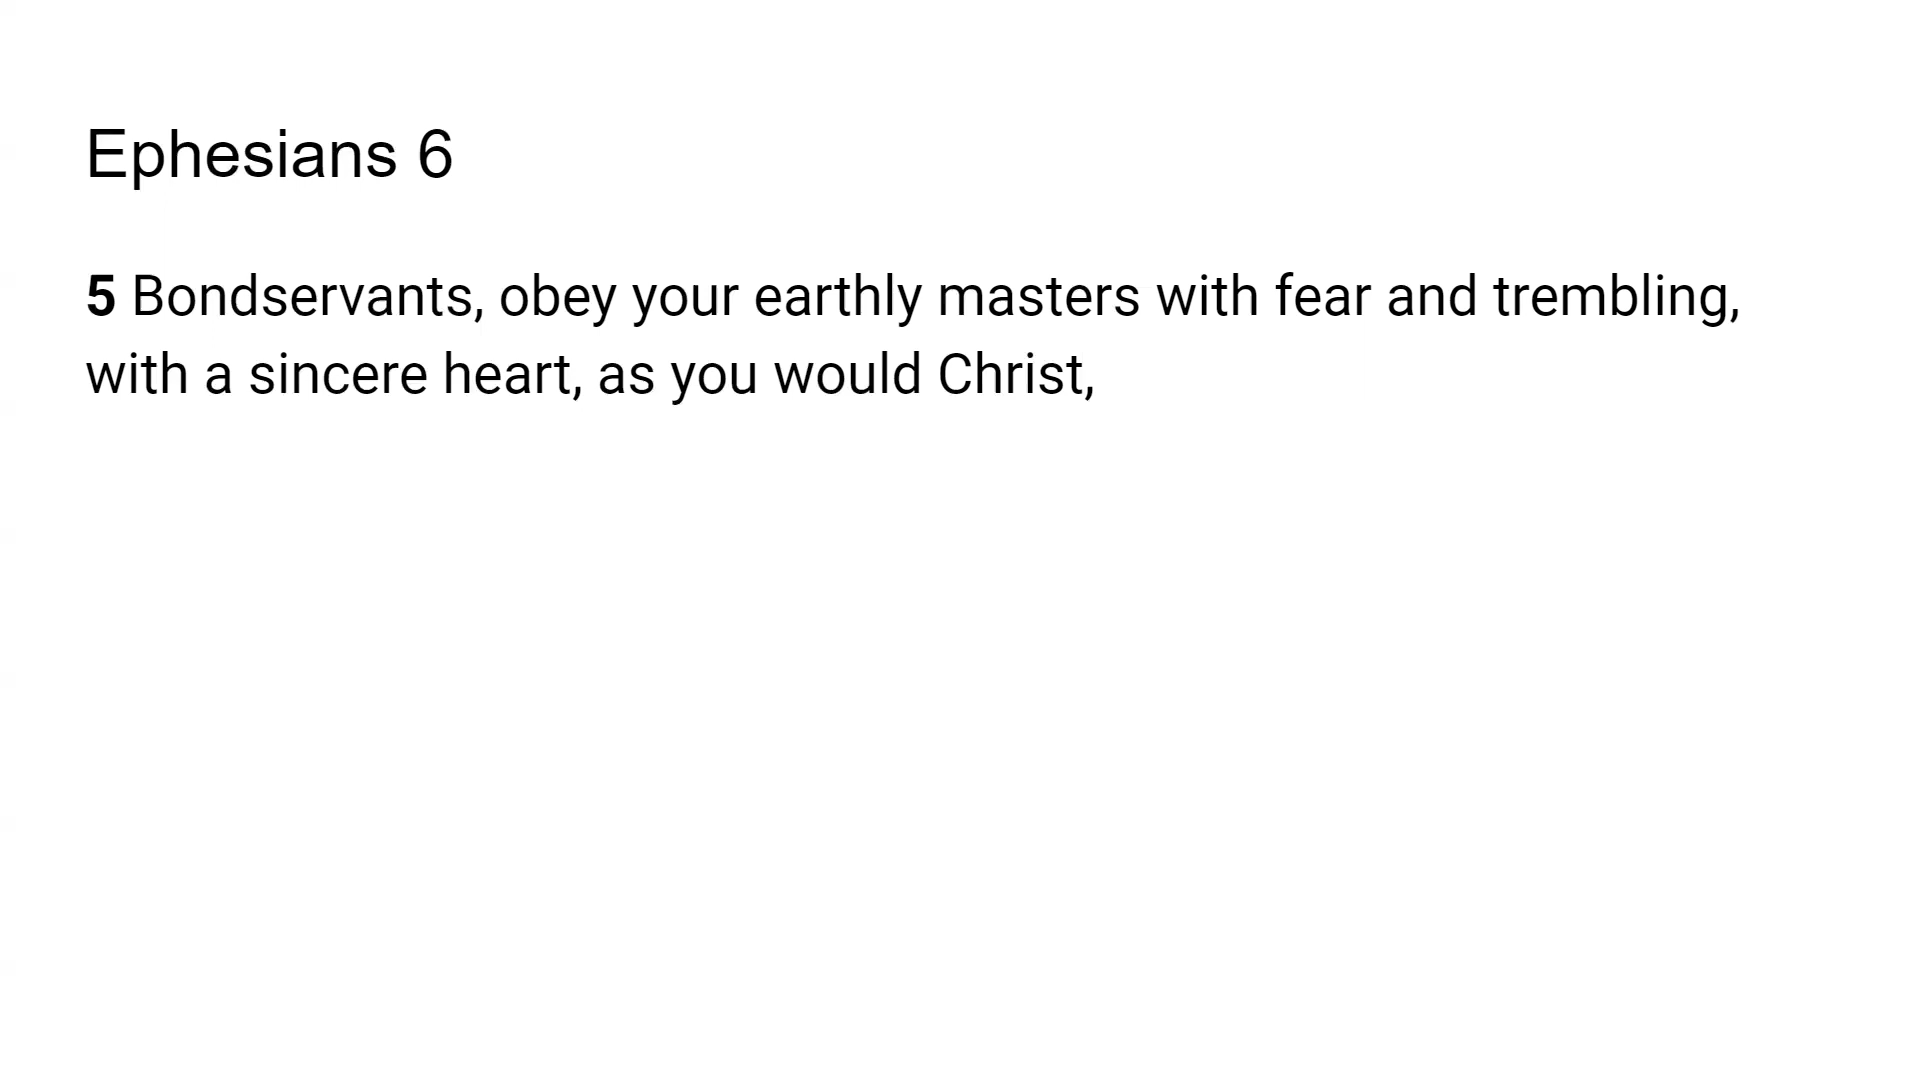 Ephesians 6
5 Bondservants, obey your earthly masters with fear and trembling,
with a sincere heart, as you would Christ,